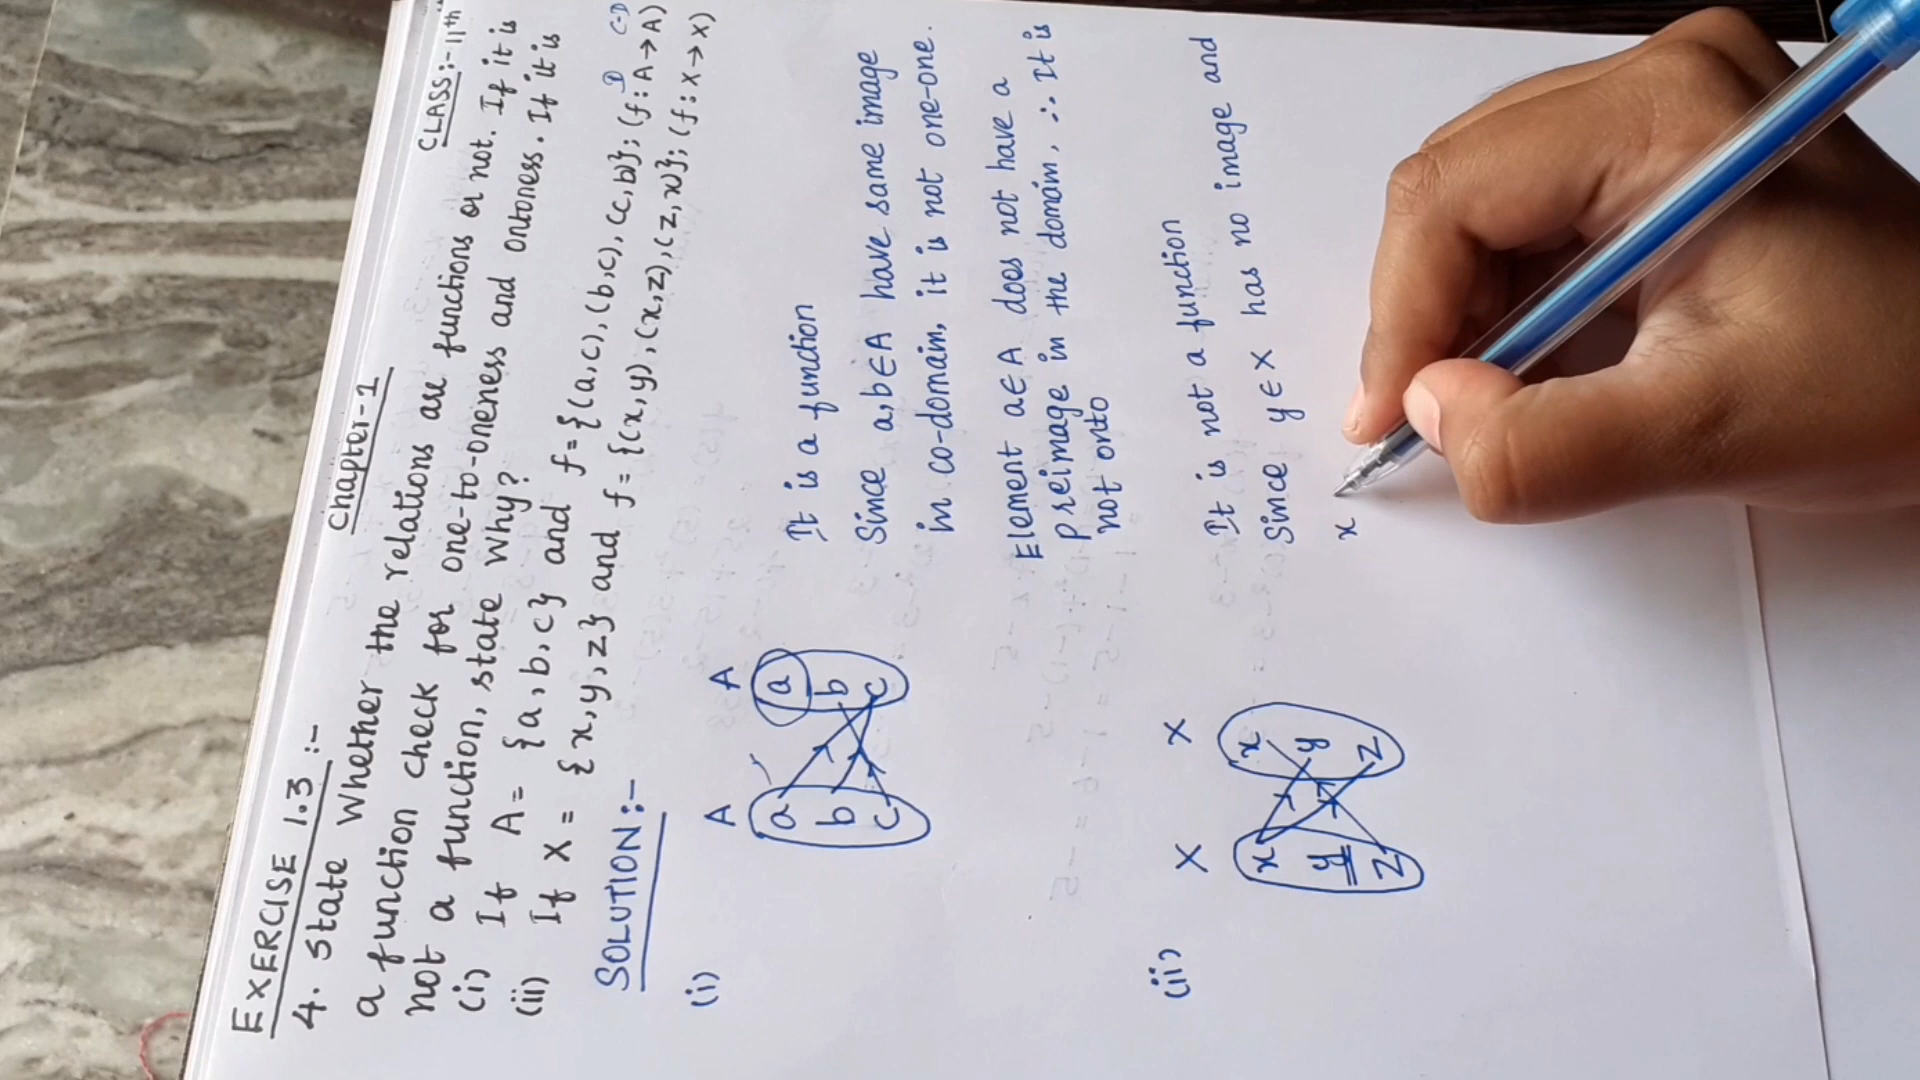 Chapter-1 CLASS:-11th
EXERCISE 1.3 :-
4. State whether the relations are functions or not. If it is
a function check for one-to-oneness and ontoness. If it is
not a function, state why?
(i) If A = {a, b, c} and f = {(a, c), (b, c), (c, b)}; (f : A → A)
D C-D
(ii) If X = {x, y, z} and f = {(x, y), (x, z), (z, x)}; (f : X → X)
SOLUTION:-
(i)
A A
a a
b b
c c
It is a function
Since a, b ∈ A have same image
in co-domain, it is not one-one.
Element a ∈ A does not have a
preimage in the domain, ∴ It is
not onto
(ii)
X X
x x
y y
z z
It is not a function
Since y ∈ X has no image and
x